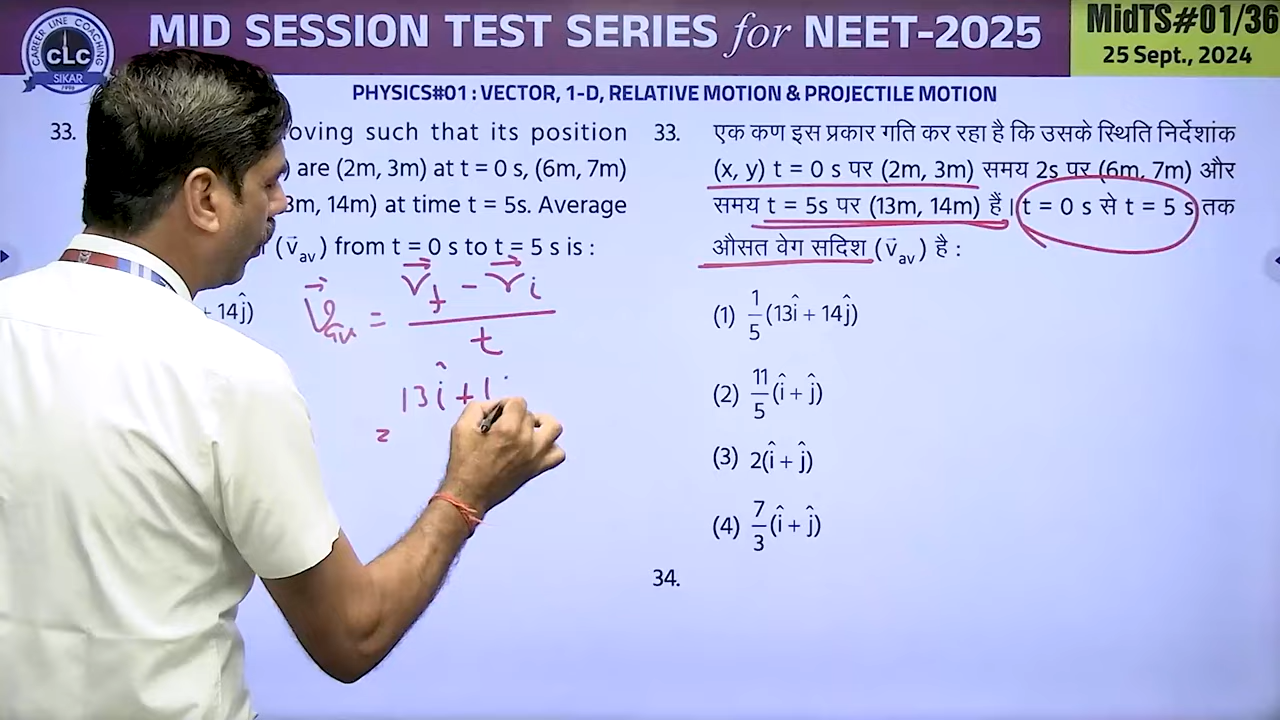 CAREER LINE COACHING
CLC
SIKAR
1996
MID SESSION TEST SERIES for NEET-2025
MidTS#01/36
25 Sept., 2024
PHYSICS#01 : VECTOR, 1-D, RELATIVE MOTION & PROJECTILE MOTION
33. oving such that its position
) are (2m, 3m) at t = 0 s, (6m, 7m)
3m, 14m) at time t = 5s. Average
(v⃗av) from t = 0 s to t = 5 s is :
+ 14ĵ)
v⃗av = r⃗f - r⃗i / t
= 13î + 1
33. एक कण इस प्रकार गति कर रहा है कि उसके स्थिति निर्देशांक
(x, y) t = 0 s पर (2m, 3m) समय 2s पर (6m, 7m) और
समय t = 5s पर (13m, 14m) हैं। t = 0 s से t = 5 s तक
औसत वेग सदिश (v⃗av) है :
(1) 1/5(13î + 14ĵ)
(2) 11/5(î + ĵ)
(3) 2(î + ĵ)
(4) 7/3(î + ĵ)
34.